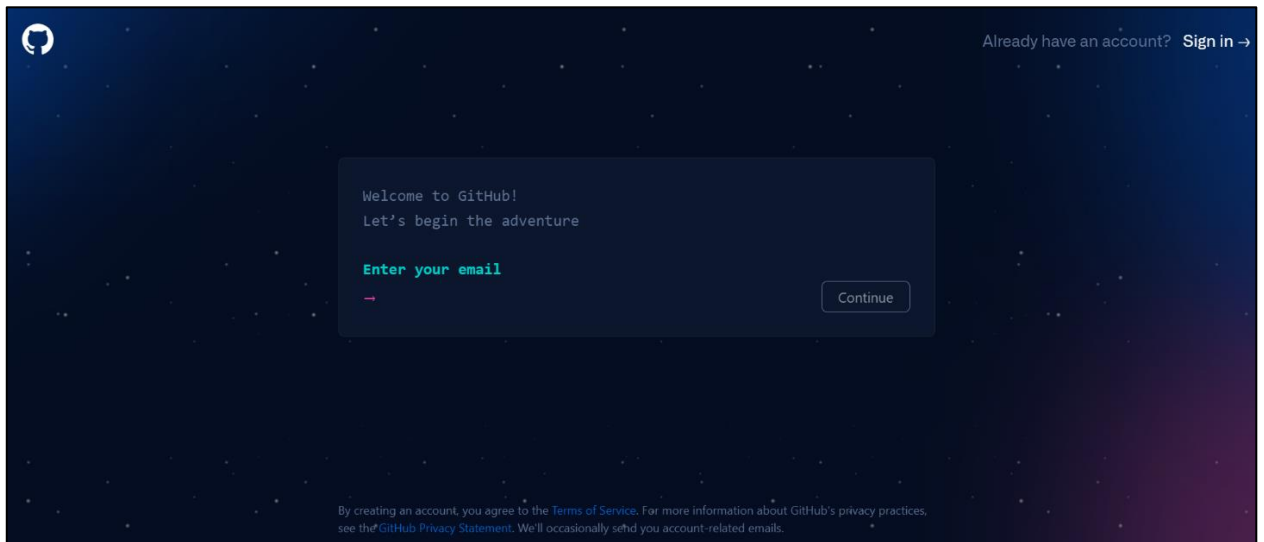 Already have an account? Sign in →
Welcome to GitHub!
Let’s begin the adventure
Enter your email
→
Continue
By creating an account, you agree to the Terms of Service. For more information about GitHub's privacy practices,
see the GitHub Privacy Statement. We'll occasionally send you account-related emails.